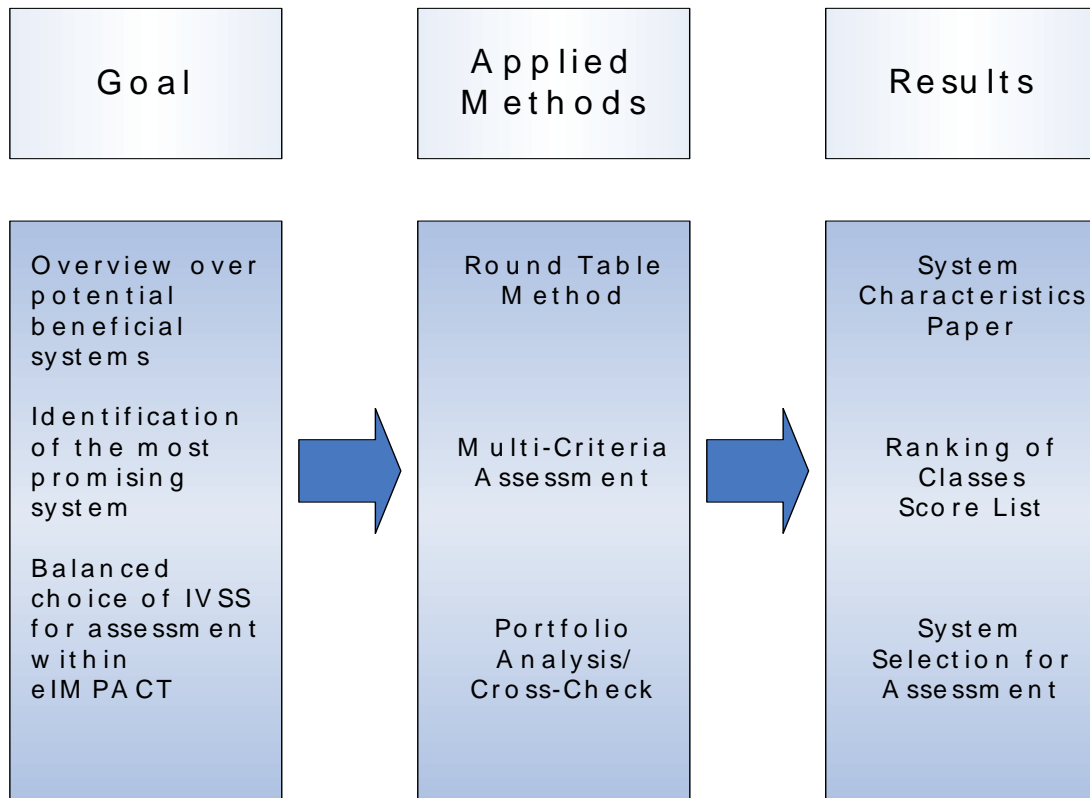 Goal
Applied
Methods
Results
Overview over
potential
beneficial
systems
Identification
of the most
promising
system
Balanced
choice of IVSS
for assessment
within
eIMPACT
Round Table
Method
Multi-Criteria
Assessment
Portfolio
Analysis/
Cross-Check
System
Characteristics
Paper
Ranking of
Classes
Score List
System
Selection for
Assessment